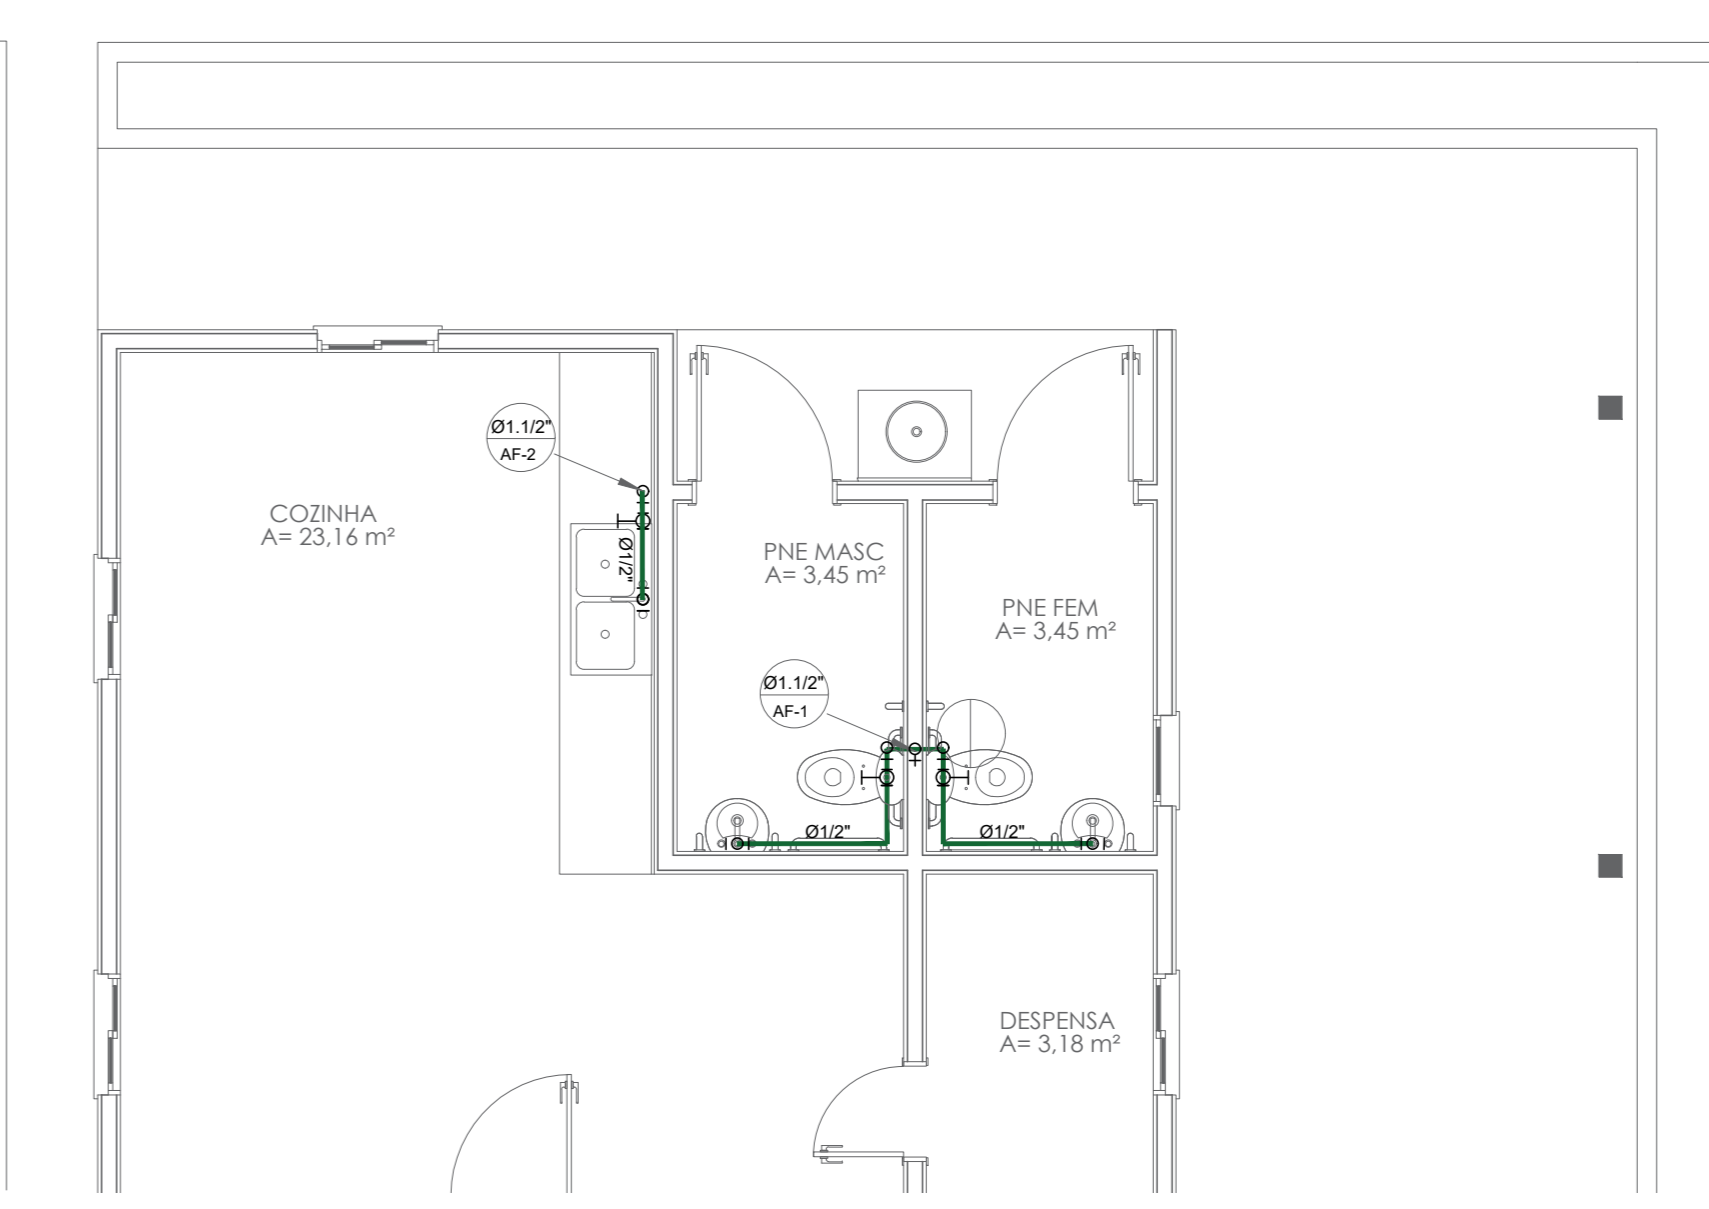 Ø1.1/2"
AF-2
COZINHA
A= 23,16 m²
Ø1/2"
PNE MASC
A= 3,45 m²
PNE FEM
A= 3,45 m²
Ø1.1/2"
AF-1
Ø1/2"
Ø1/2"
DESPENSA
A= 3,18 m²